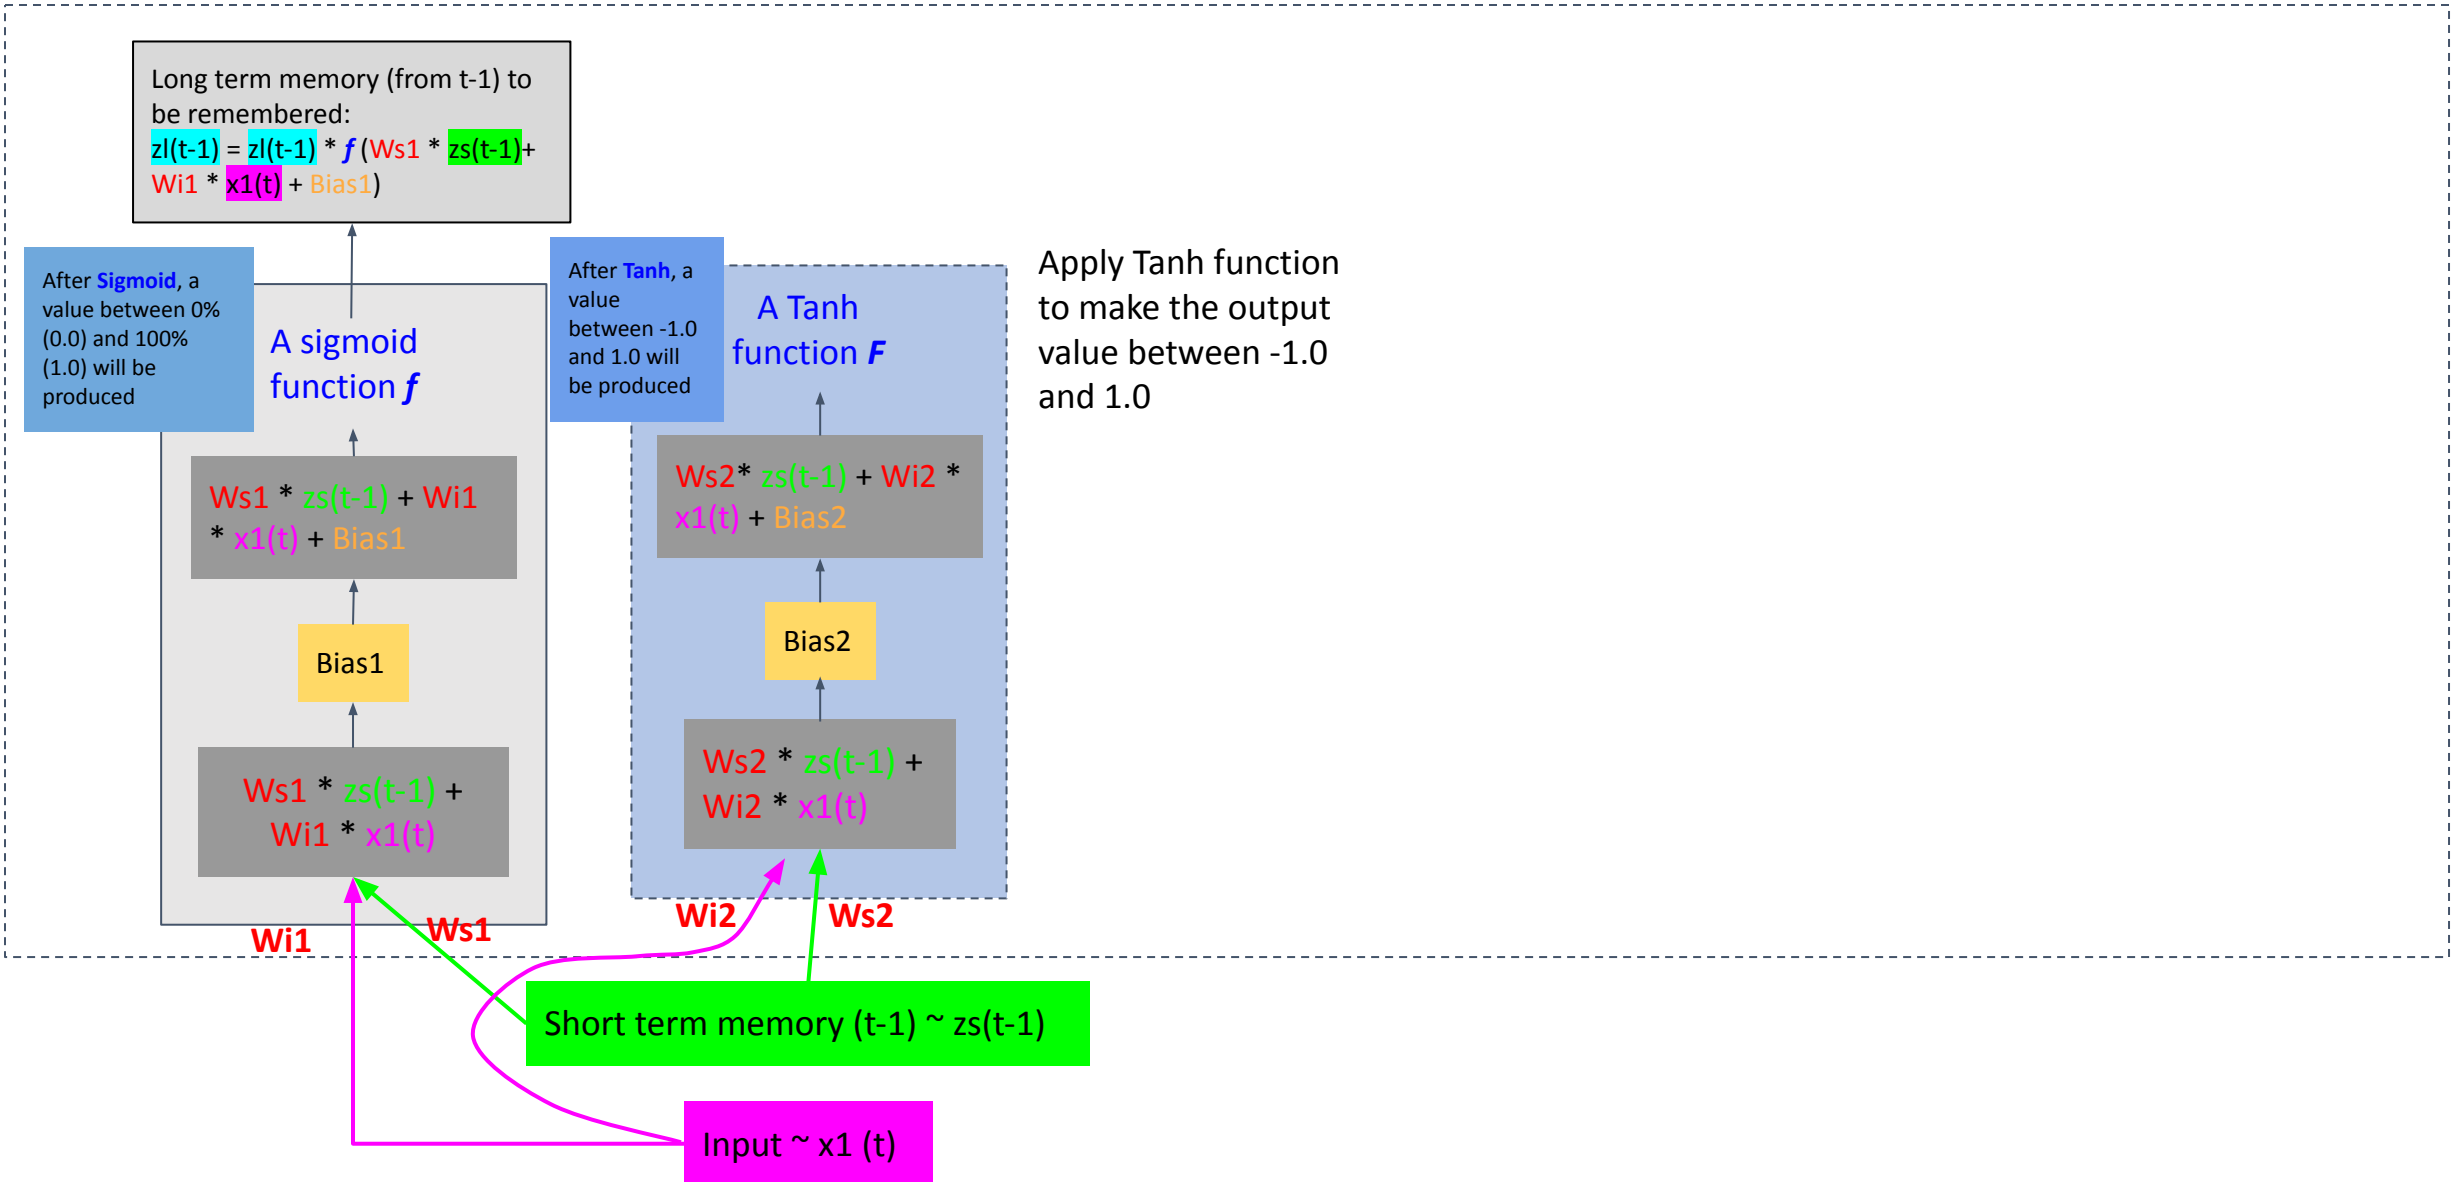 Long term memory (from t-1) to
be remembered:
zl(t-1) = zl(t-1) * f (Ws1 * zs(t-1)+
Wi1 * x1(t) + Bias1)
After Sigmoid, a
value between 0%
(0.0) and 100%
(1.0) will be
produced
A sigmoid
function f
Ws1 * zs(t-1) + Wi1
* x1(t) + Bias1
Bias1
Ws1 * zs(t-1) +
Wi1 * x1(t)
Wi1
Ws1
After Tanh, a
value
between -1.0
and 1.0 will
be produced
A Tanh
function F
Ws2* zs(t-1) + Wi2 *
x1(t) + Bias2
Bias2
Ws2 * zs(t-1) +
Wi2 * x1(t)
Wi2
Ws2
Apply Tanh function
to make the output
value between -1.0
and 1.0
Short term memory (t-1) ~ zs(t-1)
Input ~ x1 (t)